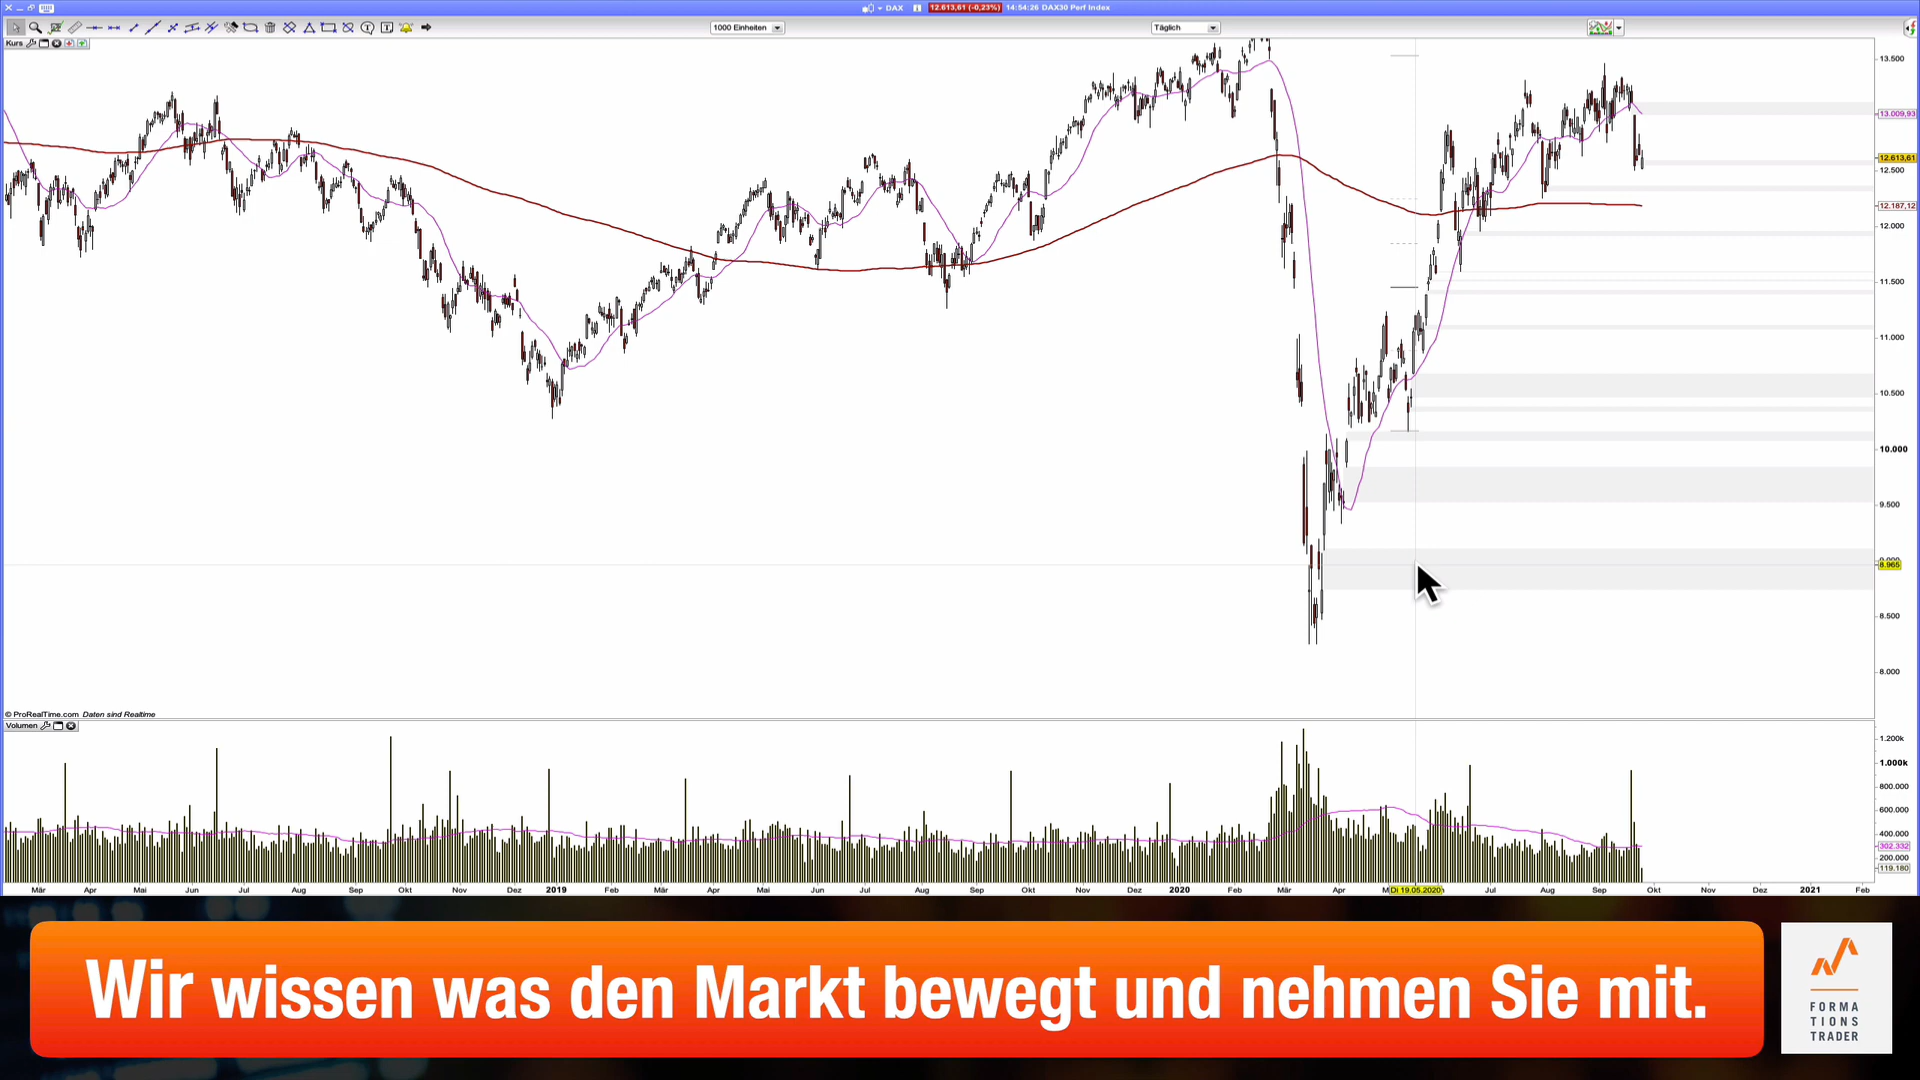 DAX 12.613,61 (-0,23%) 14:54:26 DAX30 Perf Index
1000 Einheiten
Täglich
Kurs
13.500
13.009,93
12.613,61
12.500
12.187,12
12.000
11.500
11.000
10.500
10.000
9.500
9.000
8.965
8.500
8.000
© ProRealTime.com Daten sind Realtime
Volumen
1.200k
1.000k
800.000
600.000
400.000
302.332
200.000
119.180
Mär Apr Mai Jun Jul Aug Sep Okt Nov Dez 2019 Feb Mär Apr Mai Jun Jul Aug Sep Okt Nov Dez 2020 Feb Mär Apr Di 19.05.2020 Jul Aug Sep Okt Nov Dez 2021 Feb
Wir wissen was den Markt bewegt und nehmen Sie mit.
FORMA
TIONS
TRADER